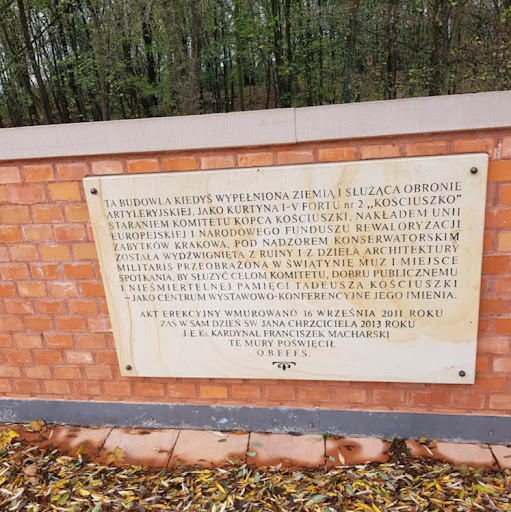 TA BUDOWLA KIEDYŚ WYPEŁNIONA ZIEMIĄ I SŁUŻĄCA OBRONIE
ARTYLERYJSKIEJ, JAKO KURTYNA I-V FORTU nr 2 „KOŚCIUSZKO”
STARANIEM KOMITETU KOPCA KOŚCIUSZKI, NAKŁADEM UNII
EUROPEJSKIEJ I NARODOWEGO FUNDUSZU REWALORYZACJI
ZABYTKÓW KRAKOWA, POD NADZOREM KONSERWATORSKIM
ZOSTAŁA WYDŹWIGNIĘTA Z RUINY I Z DZIEŁA ARCHITEKTURY
MILITARIS PRZEOBRAŻONĄ W ŚWIĄTYNIĘ MUZ I MIEJSCE
SPOTKANIA, BY SŁUŻYĆ CELOM KOMITETU, DOBRU PUBLICZNEMU
I NIEŚMIERTELNEJ PAMIĘCI TADEUSZA KOŚCIUSZKI
—JAKO CENTRUM WYSTAWOWO-KONFERENCYJNE JEGO IMIENIA.
AKT EREKCYJNY WMUROWANO 16 WRZEŚNIA 2011 ROKU
ZAŚ W SAM DZIEŃ ŚW. JANA CHRZCICIELA 2013 ROKU
J.E. Ks. KARDYNAŁ FRANCISZEK MACHARSKI
TE MURY POŚWIĘCIŁ
Q.B.F.F.F.S.